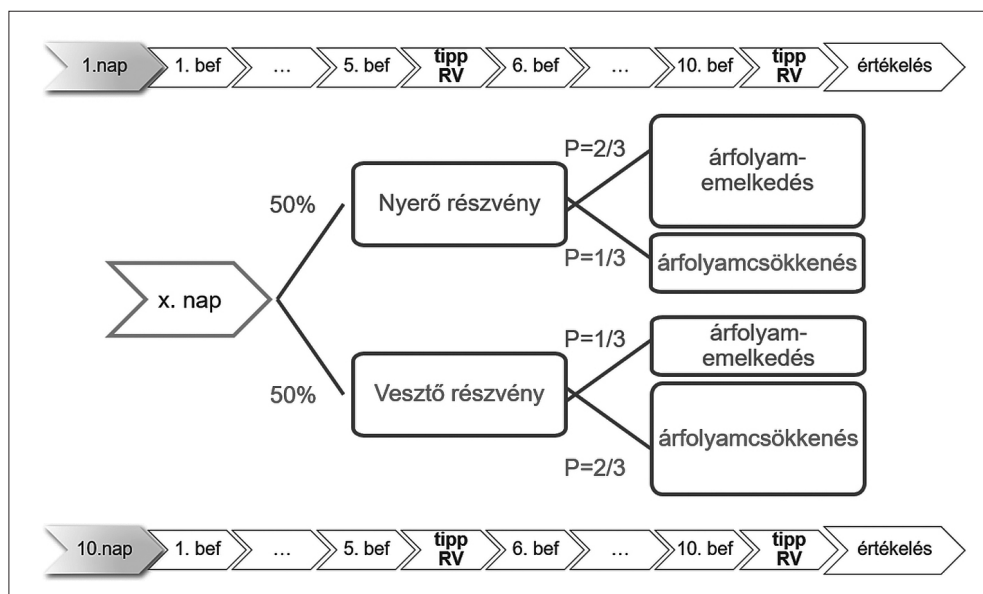 1.nap 1. bef ... 5. bef tipp RV 6. bef ... 10. bef tipp RV értékelés
P=2/3
árfolyam-
emelkedés
50%
Nyerő részvény
P=1/3
árfolyamcsökkenés
x. nap
P=1/3
árfolyam-
emelkedés
50%
Vesztő részvény
árfolyamcsökkenés
P=2/3
10.nap 1. bef ... 5. bef tipp RV 6. bef ... 10. bef tipp RV értékelés